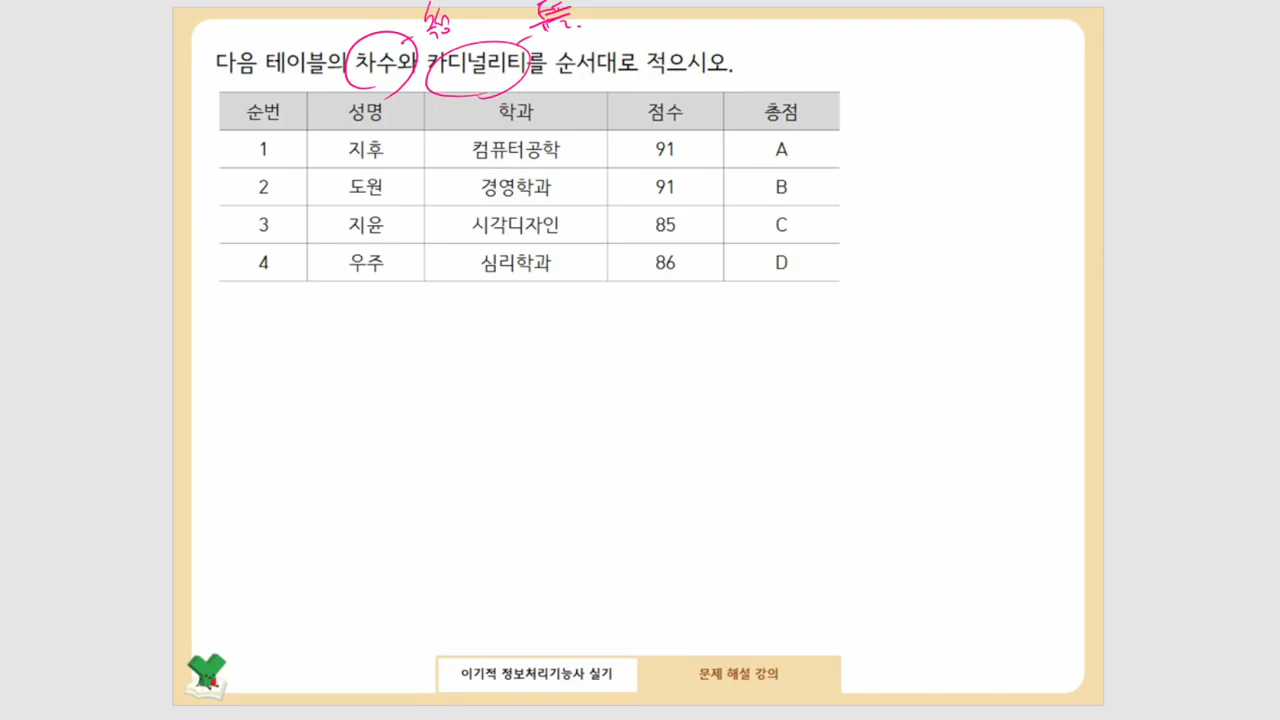 속성 튜플.
다음 테이블의 차수와 카디널리티를 순서대로 적으시오.
순번 성명 학과 점수 총점
1 지후 컴퓨터공학 91 A
2 도원 경영학과 91 B
3 지윤 시각디자인 85 C
4 우주 심리학과 86 D
이기적 정보처리기능사 실기 문제 해설 강의